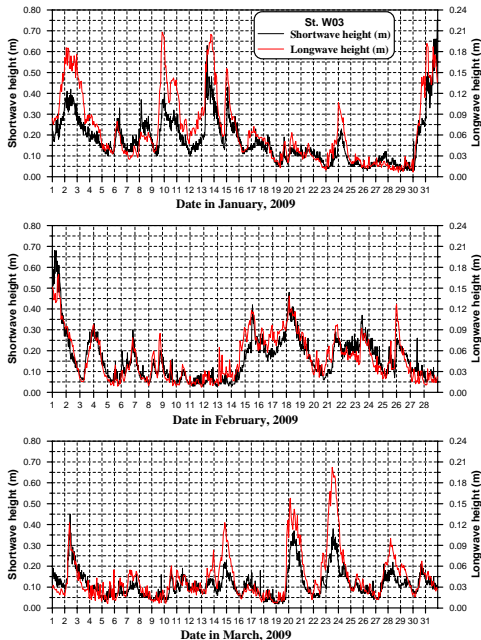 St. W03
Shortwave height (m)
Longwave height (m)
Shortwave height (m)
0.80 0.70 0.60 0.50 0.40 0.30 0.20 0.10 0.00
Longwave height (m)
0.24 0.21 0.18 0.15 0.12 0.09 0.06 0.03 0.00
1 2 3 4 5 6 7 8 9 10 11 12 13 14 15 16 17 18 19 20 21 22 23 24 25 26 27 28 29 30 31
Date in January, 2009
Shortwave height (m)
0.80 0.70 0.60 0.50 0.40 0.30 0.20 0.10 0.00
Longwave height (m)
0.24 0.21 0.18 0.15 0.12 0.09 0.06 0.03 0.00
1 2 3 4 5 6 7 8 9 10 11 12 13 14 15 16 17 18 19 20 21 22 23 24 25 26 27 28
Date in February, 2009
Shortwave height (m)
0.80 0.70 0.60 0.50 0.40 0.30 0.20 0.10 0.00
Longwave height (m)
0.24 0.21 0.18 0.15 0.12 0.09 0.06 0.03 0.00
1 2 3 4 5 6 7 8 9 10 11 12 13 14 15 16 17 18 19 20 21 22 23 24 25 26 27 28 29 30 31
Date in March, 2009